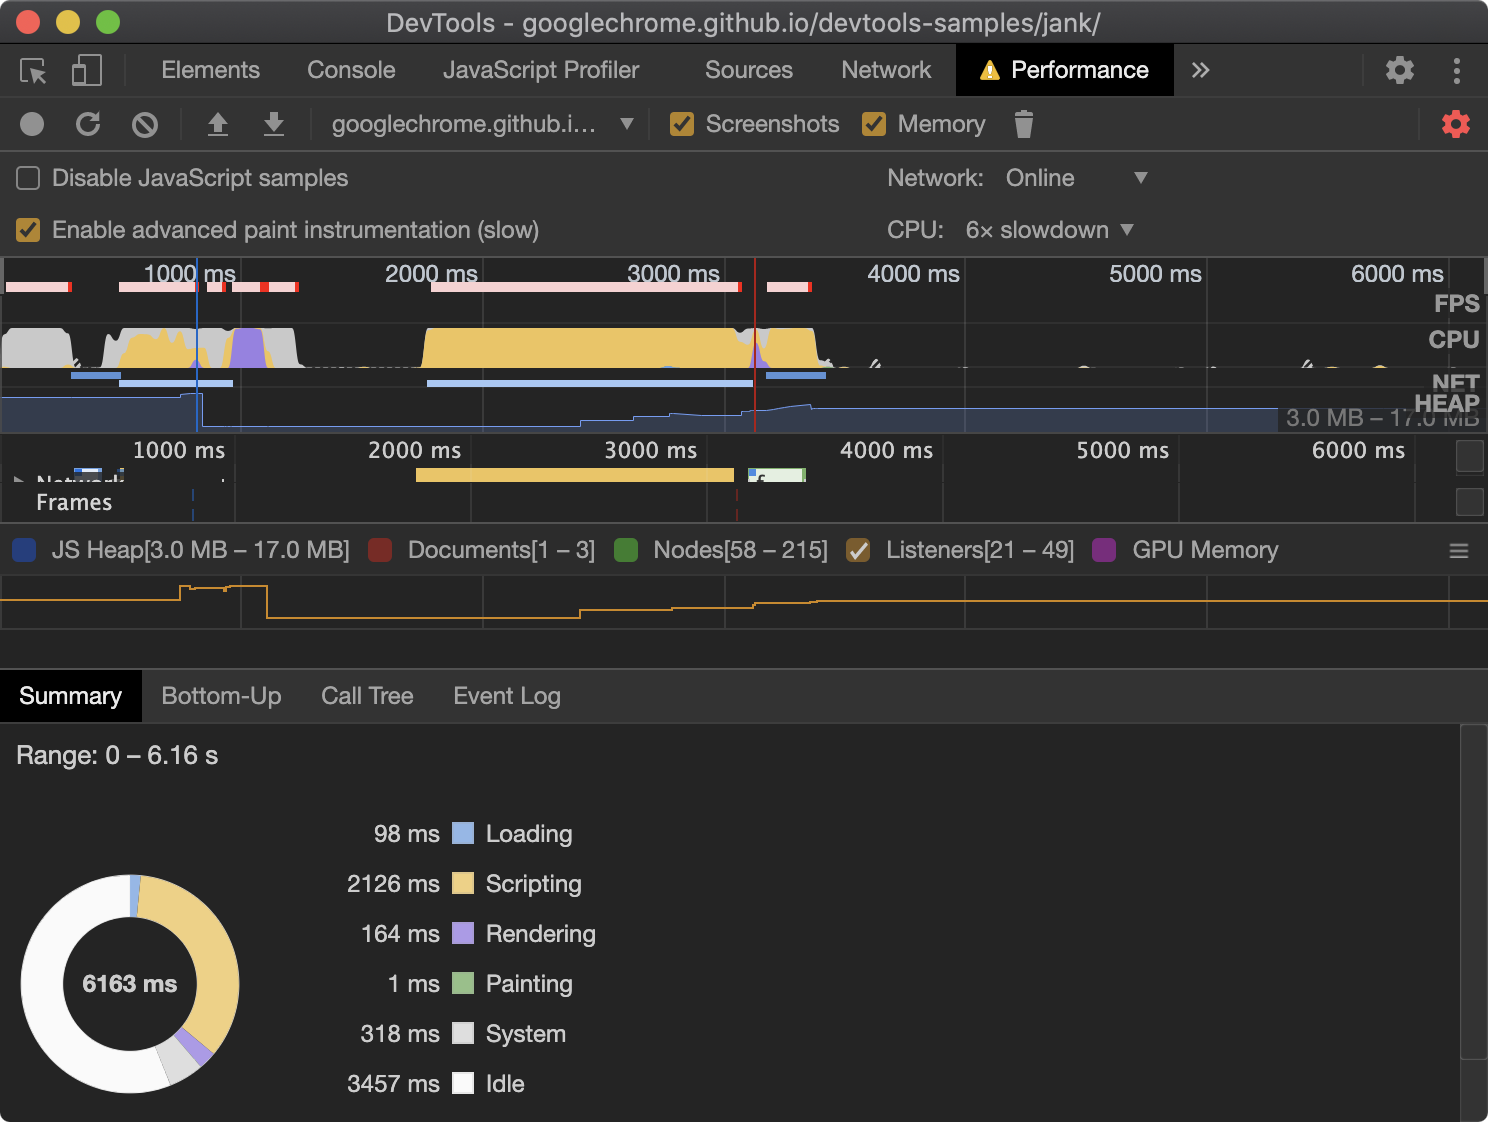 DevTools - googlechrome.github.io/devtools-samples/jank/
Elements Console JavaScript Profiler Sources Network Performance
googlechrome.github.i... Screenshots Memory
Disable JavaScript samples Network: Online
Enable advanced paint instrumentation (slow) CPU: 6× slowdown
1000 ms 2000 ms 3000 ms 4000 ms 5000 ms 6000 ms
FPS
CPU
NET
HEAP
3.0 MB – 17.0 MB
1000 ms 2000 ms 3000 ms 4000 ms 5000 ms 6000 ms
Network
Frames
JS Heap[3.0 MB – 17.0 MB] Documents[1 – 3] Nodes[58 – 215] Listeners[21 – 49] GPU Memory
Summary Bottom-Up Call Tree Event Log
Range: 0 – 6.16 s
98 ms Loading
2126 ms Scripting
164 ms Rendering
6163 ms
1 ms Painting
318 ms System
3457 ms Idle